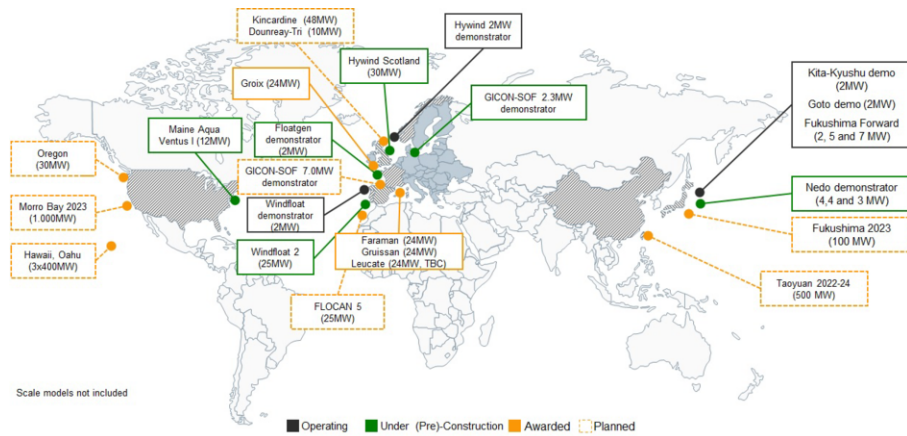 Kincardine (48MW)
Dounreay-Tri (10MW)
Hywind 2MW
demonstrator
Hywind Scotland
(30MW)
Groix (24MW)
GICON-SOF 2.3MW
demonstrator
Kita-Kyushu demo
(2MW)
Goto demo (2MW)
Fukushima Forward
(2, 5 and 7 MW)
Maine Aqua
Ventus I (12MW)
Floatgen
demonstrator
(2MW)
Oregon
(30MW)
GICON-SOF 7.0MW
demonstrator
Nedo demonstrator
(4,4 and 3 MW)
Morro Bay 2023
(1.000MW)
Windfloat
demonstrator
(2MW)
Fukushima 2023
(100 MW)
Hawaii, Oahu
(3x400MW)
Windfloat 2
(25MW)
Faraman (24MW)
Gruissan (24MW)
Leucate (24MW, TBC)
Taoyuan 2022-24
(500 MW)
FLOCAN 5
(25MW)
Scale models not included
Operating
Under (Pre)-Construction
Awarded
Planned